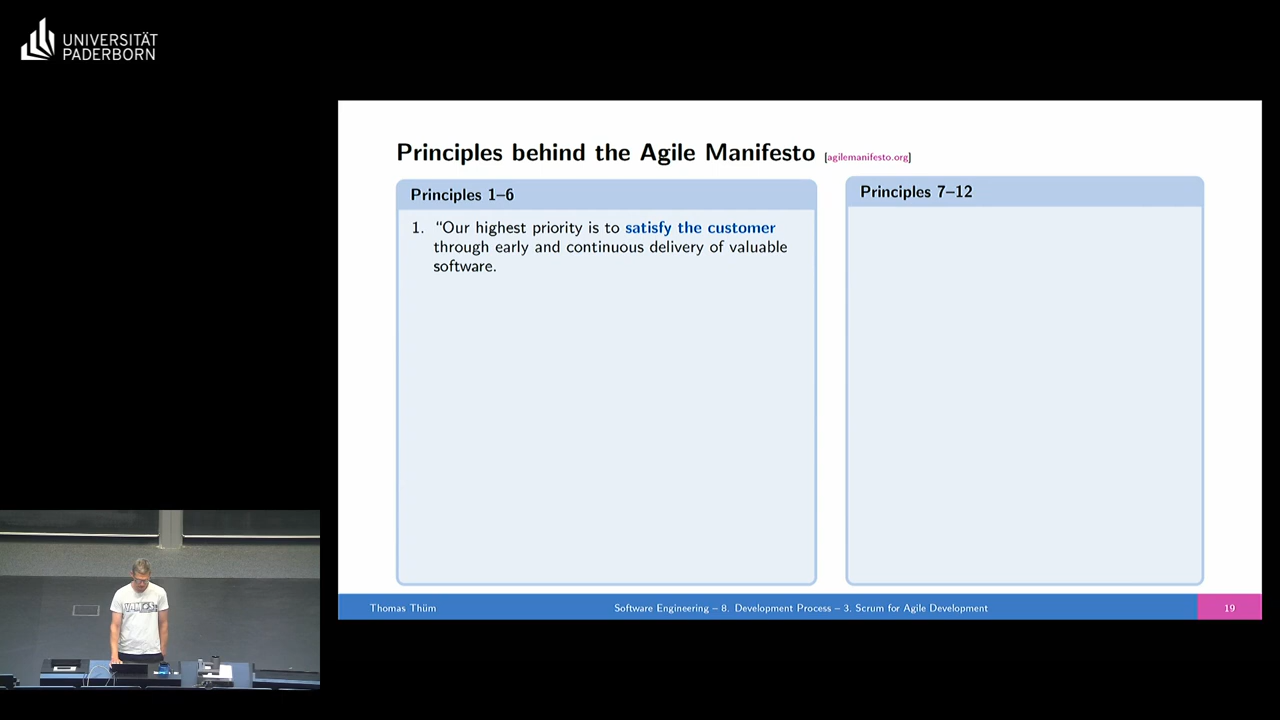 UNIVERSITÄT
PADERBORN
Principles behind the Agile Manifesto [agilemanifesto.org]
Principles 1–6
1. “Our highest priority is to satisfy the customer
through early and continuous delivery of valuable
software.
Principles 7–12
Thomas Thüm
Software Engineering – 8. Development Process – 3. Scrum for Agile Development
19